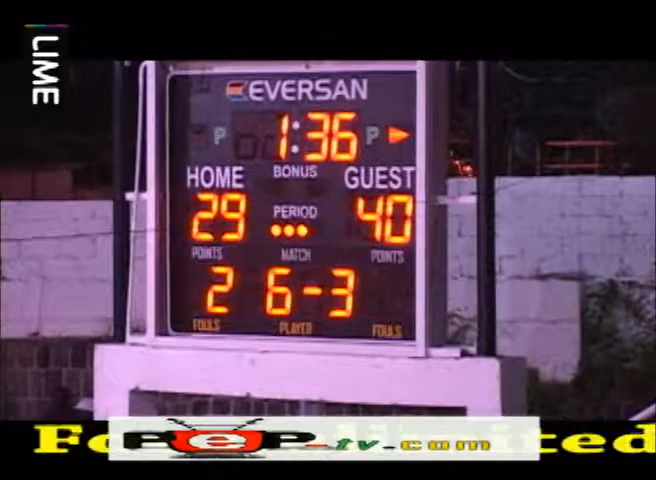 LIME
EVERSAN
P 1:36 P
BONUS
HOME GUEST
29 PERIOD 40
POINTS MATCH POINTS
2 6-3
FOULS PLAYER FOULS
PEP-tv.com